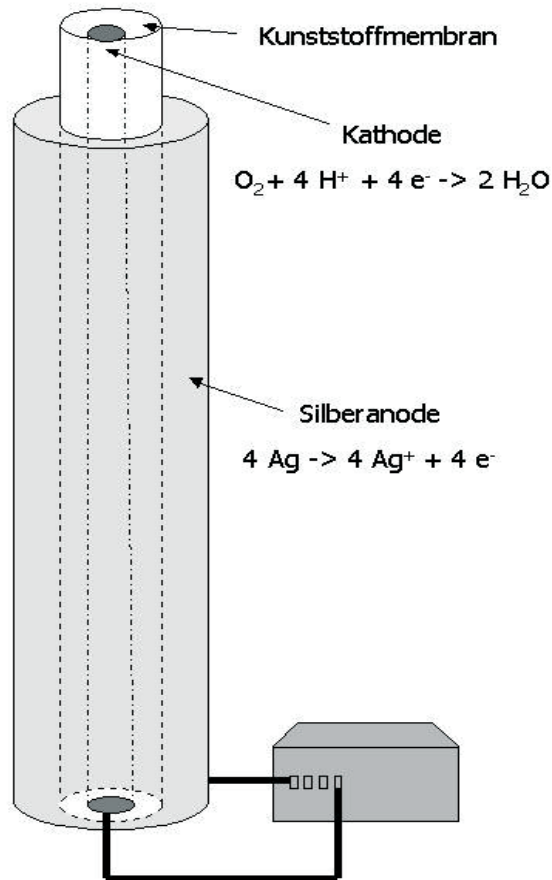 Kunststoffmembran
Kathode
O₂ + 4 H⁺ + 4 e⁻ -> 2 H₂O
Silberanode
4 Ag -> 4 Ag⁺ + 4 e⁻